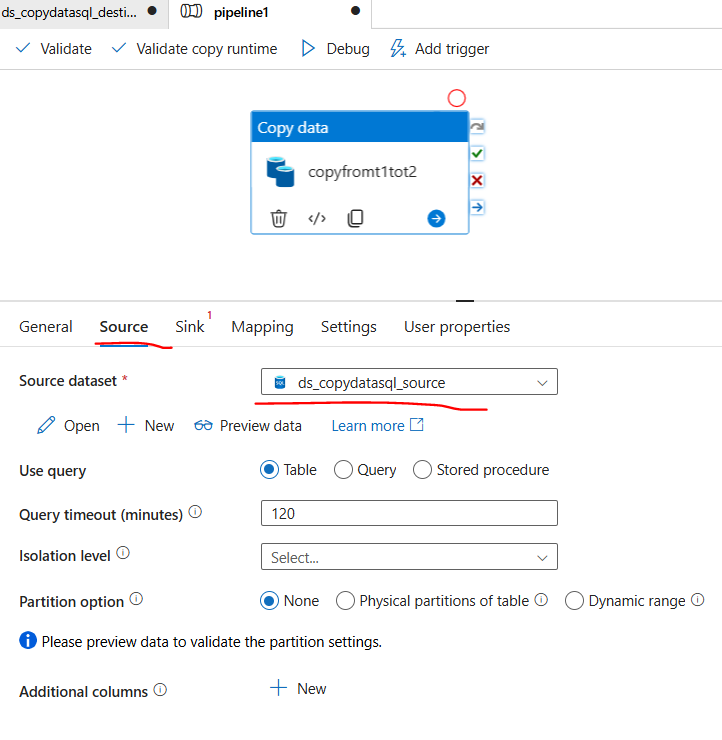 ds_copydatasql_desti... pipeline1
Validate Validate copy runtime Debug Add trigger
Copy data
copyfromt1tot2
General Source Sink 1 Mapping Settings User properties
Source dataset * SQL ds_copydatasql_source
Open New Preview data Learn more
Use query Table Query Stored procedure
Query timeout (minutes) 120
Isolation level Select...
Partition option None Physical partitions of table Dynamic range
Please preview data to validate the partition settings.
Additional columns New